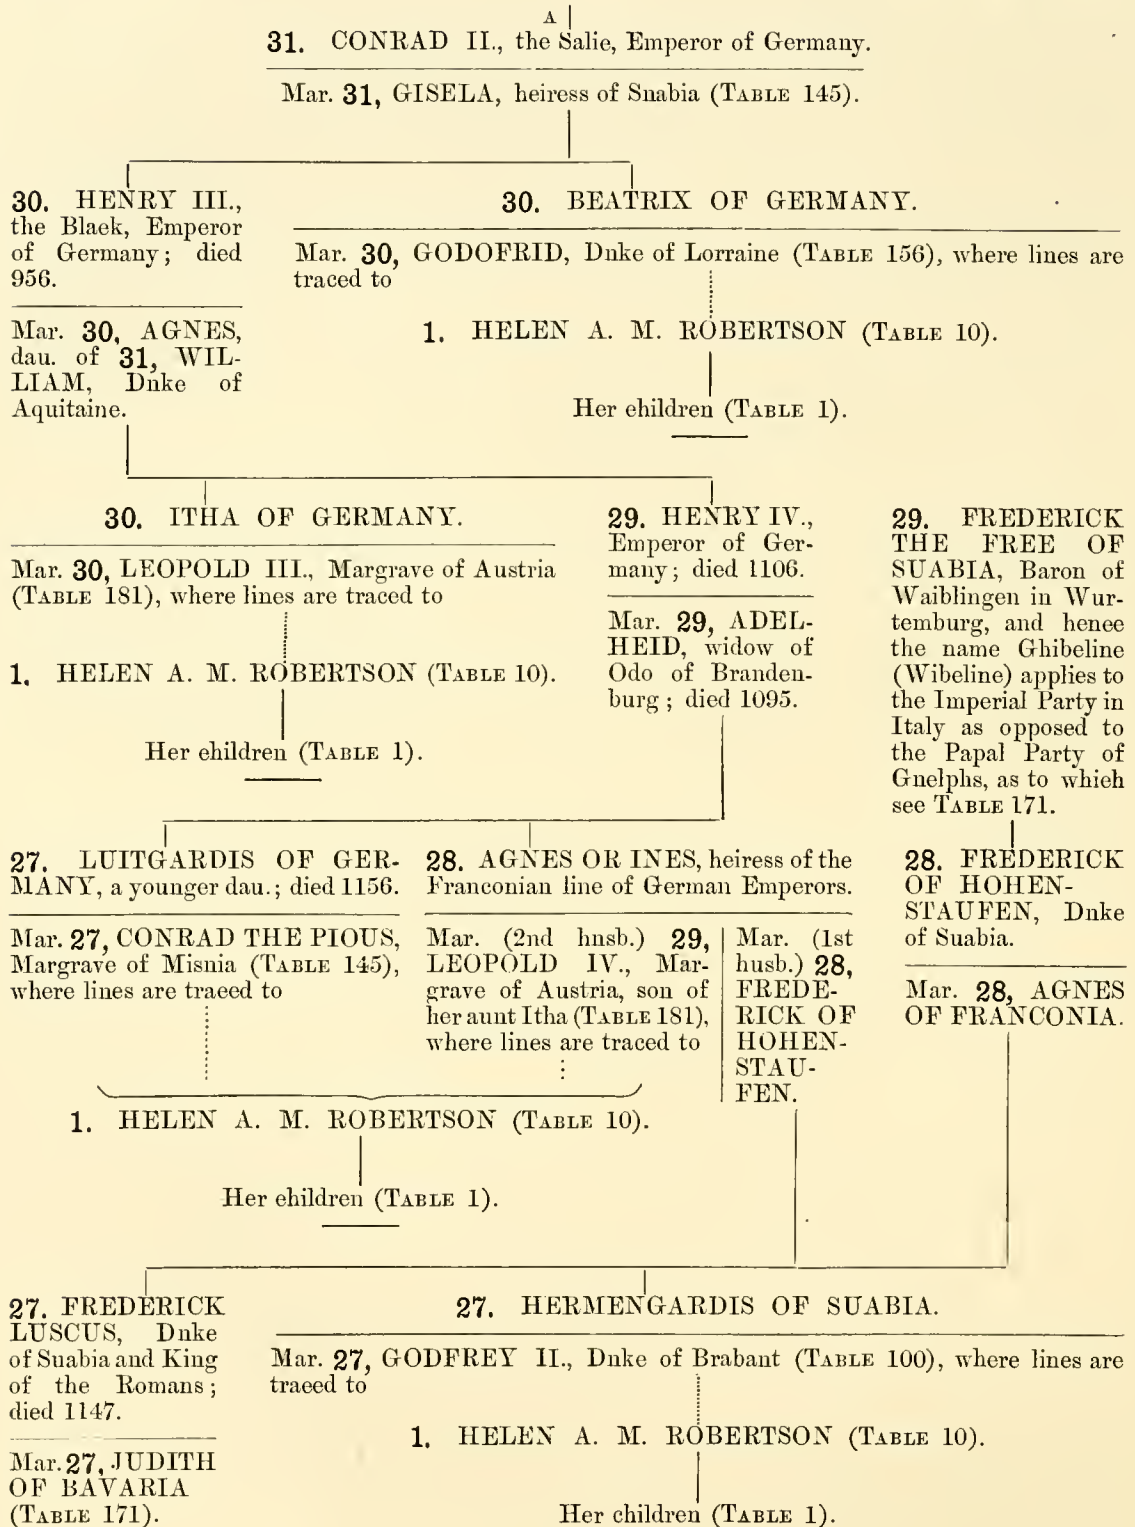 A
31. CONRAD II., the Salie, Emperor of Germany.
Mar. 31, GISELA, heiress of Suabia (TABLE 145).
30. HENRY III.,
the Black, Emperor
of Germany; died
956.
Mar. 30, AGNES,
dau. of 31, WIL-
LIAM, Duke of
Aquitaine.
30. BEATRIX OF GERMANY.
Mar. 30, GODOFRID, Duke of Lorraine (TABLE 156), where lines are
traced to
1. HELEN A. M. ROBERTSON (TABLE 10).
Her children (TABLE 1).
30. ITHA OF GERMANY.
Mar. 30, LEOPOLD III., Margrave of Austria
(TABLE 181), where lines are traced to
1. HELEN A. M. ROBERTSON (TABLE 10).
Her children (TABLE 1).
29. HENRY IV.,
Emperor of Ger-
many; died 1106.
Mar. 29, ADEL-
HEID, widow of
Odo of Branden-
burg; died 1095.
29. FREDERICK
THE FREE OF
SUABIA, Baron of
Waiblingen in Wur-
temburg, and hence
the name Ghibeline
(Wibeline) applies to
the Imperial Party in
Italy as opposed to
the Papal Party of
Guelphs, as to which
see TABLE 171.
27. LUITGARDIS OF GER-
MANY, a younger dau.; died 1156.
Mar. 27, CONRAD THE PIOUS,
Margrave of Misnia (TABLE 145),
where lines are traced to
28. AGNES OR INES, heiress of the
Franconian line of German Emperors.
Mar. (2nd husb.) 29,
LEOPOLD IV., Mar-
grave of Austria, son of
her aunt Itha (TABLE 181),
where lines are traced to
Mar. (1st
husb.) 28,
FREDE-
RICK OF
HOHEN-
STAU-
FEN.
28. FREDERICK
OF HOHEN-
STAUFEN, Duke
of Suabia.
Mar. 28, AGNES
OF FRANCONIA.
1. HELEN A. M. ROBERTSON (TABLE 10).
Her children (TABLE 1).
27. FREDERICK
LUSCUS, Duke
of Suabia and King
of the Romans;
died 1147.
Mar. 27, JUDITH
OF BAVARIA
(TABLE 171).
27. HERMENGARDIS OF SUABIA.
Mar. 27, GODFREY II., Duke of Brabant (TABLE 100), where lines are
traced to
1. HELEN A. M. ROBERTSON (TABLE 10).
Her children (TABLE 1).